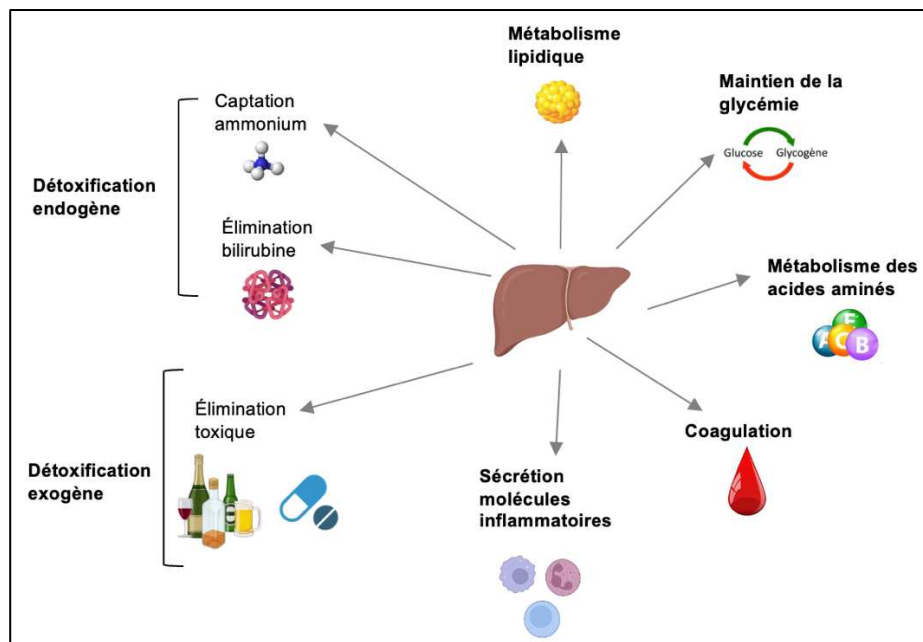 Métabolisme
lipidique
Maintien de la
glycémie
Glucose
Glycogène
Captation
ammonium
Détoxification
endogène
Élimination
bilirubine
Métabolisme des
acides aminés
E
A
C
B
Élimination
toxique
Détoxification
exogène
Coagulation
Sécrétion
molécules
inflammatoires